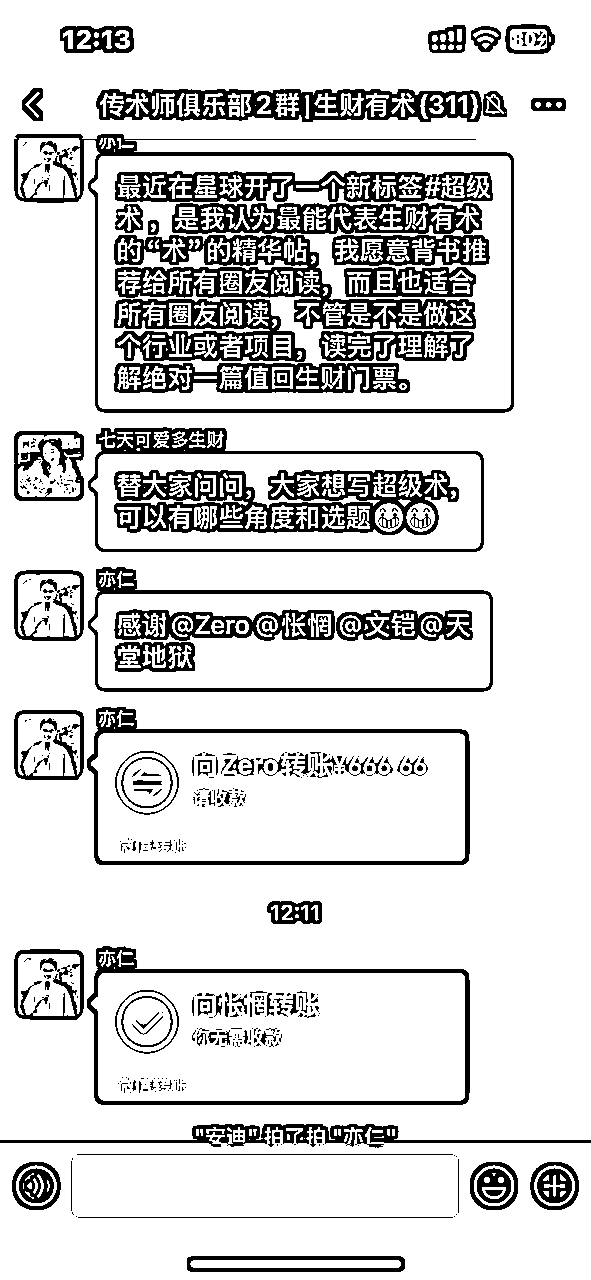 12:13
传术师俱乐部2群|生财有术(311)
亦仁
最近在星球开了一个新标签#超级
术，是我认为最能代表生财有术
的“术”的精华帖，我愿意背书推
荐给所有圈友阅读，而且也适合
所有圈友阅读，不管是不是做这
个行业或者项目，读完了理解了
解绝对一篇值回生财门票。
七天可爱多生财
替大家问问，大家想写超级术，
可以有哪些角度和选题😁😁
亦仁
感谢@Zero@怅惘@文铠@天
堂地狱
亦仁
向Zero转账¥666.66
请收款
微信转账
12:11
亦仁
向怅惘转账
你无需收款
微信转账
"安迪" 拍了拍 "亦仁"